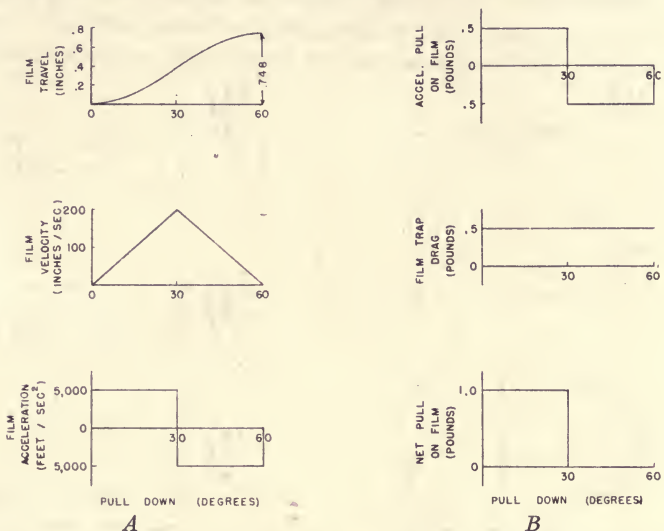 FILM
TRAVEL
(INCHES)
.8
.6
.4
.2
0
30
60
.748
FILM
VELOCITY
(INCHES / SEC)
200
100
0
30
60
FILM
ACCELERATION
(FEET / SEC²)
5,000
0
5,000
30
60
PULL DOWN (DEGREES)
A
ACCEL. PULL
ON FILM
(POUNDS)
.5
0
.5
30
60
FILM TRAP
DRAG
(POUNDS)
.5
0
30
60
NET PULL
ON FILM
(POUNDS)
1.0
0
30
60
PULL DOWN (DEGREES)
B